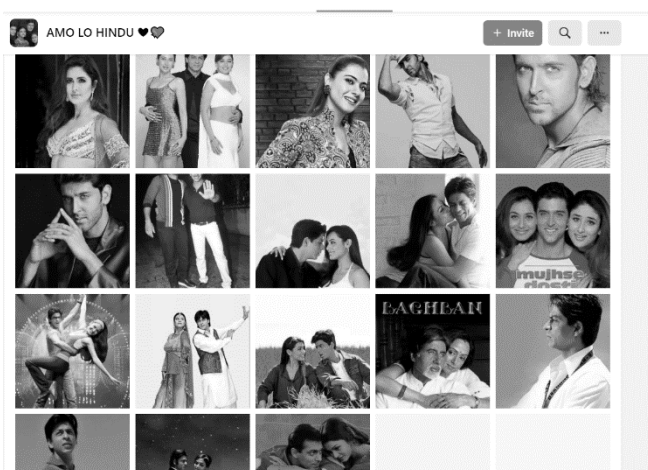 AMO LO HINDU 🖤💖
+ Invite
...
mujhse
dosti
BAGHBAN